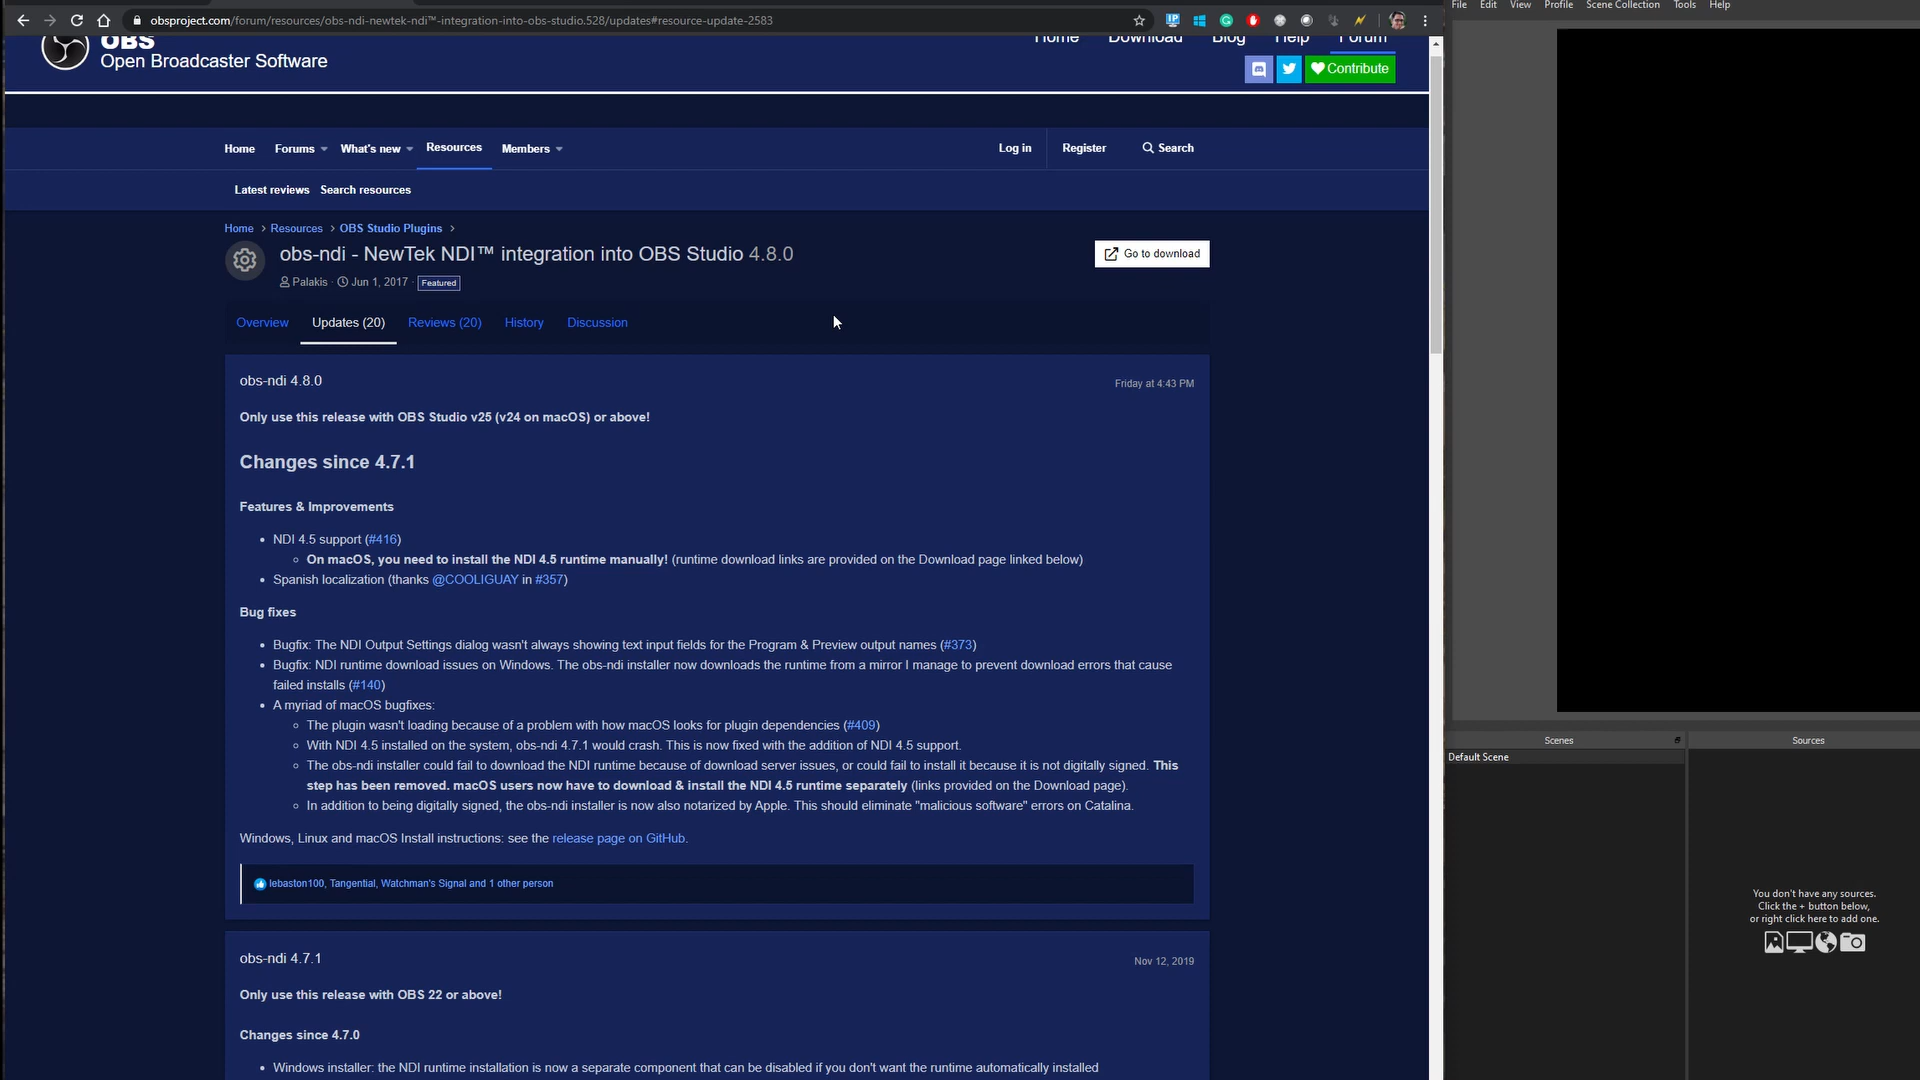 obsproject.com/forum/resources/obs-ndi-newtek-ndi™-integration-into-obs-studio.528/updates#resource-update-2583
File Edit View Profile Scene Collection Tools Help
OBS
Open Broadcaster Software
Home Download Blog Help Forum
Contribute
Home Forums What's new Resources Members Log in Register Search
Latest reviews Search resources
Home > Resources > OBS Studio Plugins >
obs-ndi - NewTek NDI™ integration into OBS Studio 4.8.0
Go to download
Palakis · Jun 1, 2017 · Featured
Overview Updates (20) Reviews (20) History Discussion
obs-ndi 4.8.0
Friday at 4:43 PM
Only use this release with OBS Studio v25 (v24 on macOS) or above!
Changes since 4.7.1
Features & Improvements
• NDI 4.5 support (#416)
◦ On macOS, you need to install the NDI 4.5 runtime manually! (runtime download links are provided on the Download page linked below)
• Spanish localization (thanks @COOLIGUAY in #357)
Bug fixes
• Bugfix: The NDI Output Settings dialog wasn't always showing text input fields for the Program & Preview output names (#373)
• Bugfix: NDI runtime download issues on Windows. The obs-ndi installer now downloads the runtime from a mirror I manage to prevent download errors that cause
failed installs (#140)
• A myriad of macOS bugfixes:
◦ The plugin wasn't loading because of a problem with how macOS looks for plugin dependencies (#409)
◦ With NDI 4.5 installed on the system, obs-ndi 4.7.1 would crash. This is now fixed with the addition of NDI 4.5 support.
◦ The obs-ndi installer could fail to download the NDI runtime because of download server issues, or could fail to install it because it is not digitally signed. This
step has been removed. macOS users now have to download & install the NDI 4.5 runtime separately (links provided on the Download page).
◦ In addition to being digitally signed, the obs-ndi installer is now also notarized by Apple. This should eliminate "malicious software" errors on Catalina.
Windows, Linux and macOS Install instructions: see the release page on GitHub.
lebaston100, Tangential, Watchman's Signal and 1 other person
obs-ndi 4.7.1
Nov 12, 2019
Only use this release with OBS 22 or above!
Changes since 4.7.0
• Windows installer: the NDI runtime installation is now a separate component that can be disabled if you don't want the runtime automatically installed
Scenes
Default Scene
Sources
You don't have any sources.
Click the + button below,
or right click here to add one.